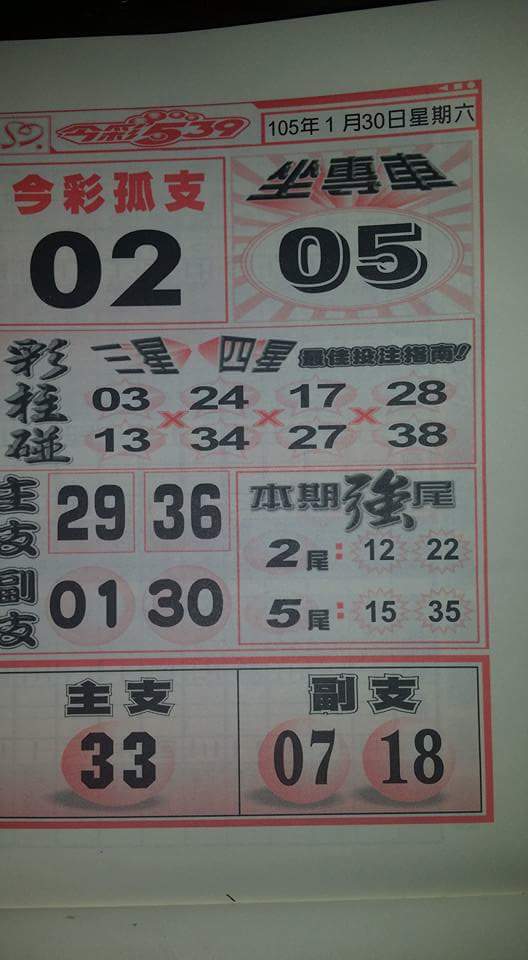 今彩539
105年1月30日星期六
今彩孤支
02
專車
05
彩柱碰
三星 四星 最佳投注指南!!
03 × 24 × 17 × 28
13 34 27 38
主支 29 36
副支 01 30
本期強尾
2尾: 12 22
5尾: 15 35
主支
33
副支
07 18